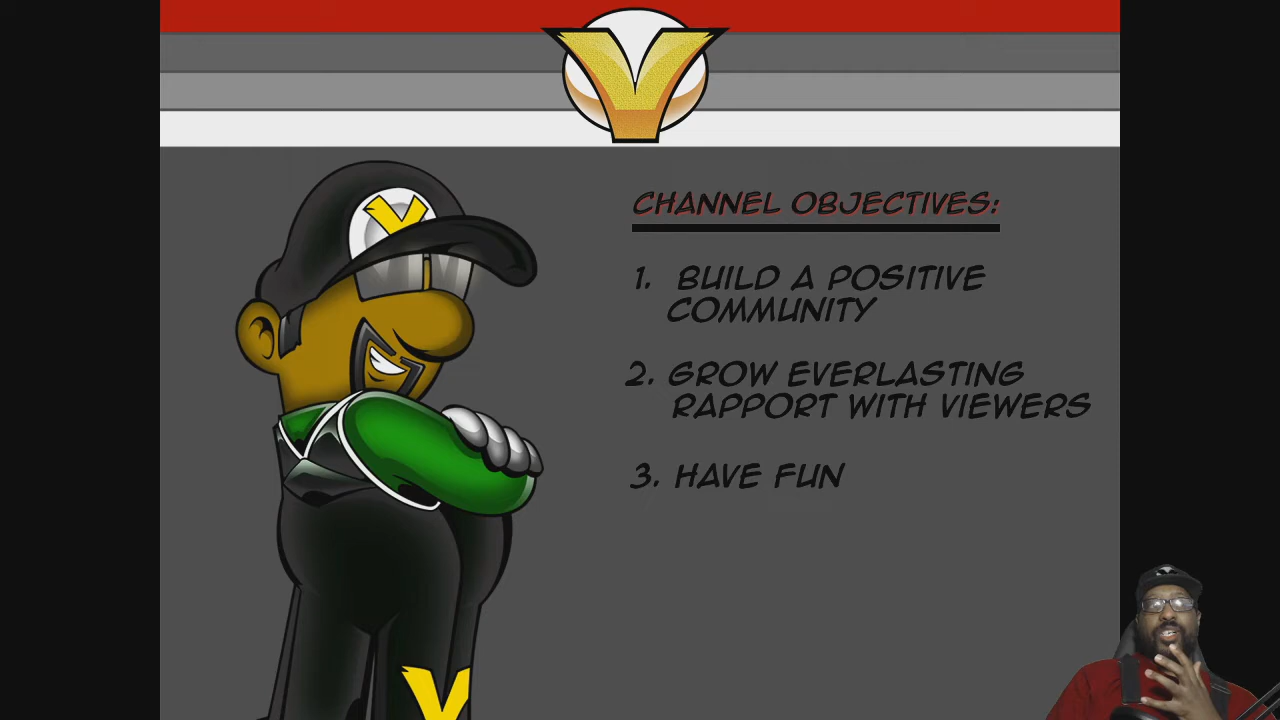 Y
Y
CHANNEL OBJECTIVES:
1. BUILD A POSITIVE
COMMUNITY
2. GROW EVERLASTING
RAPPORT WITH VIEWERS
3. HAVE FUN
Y